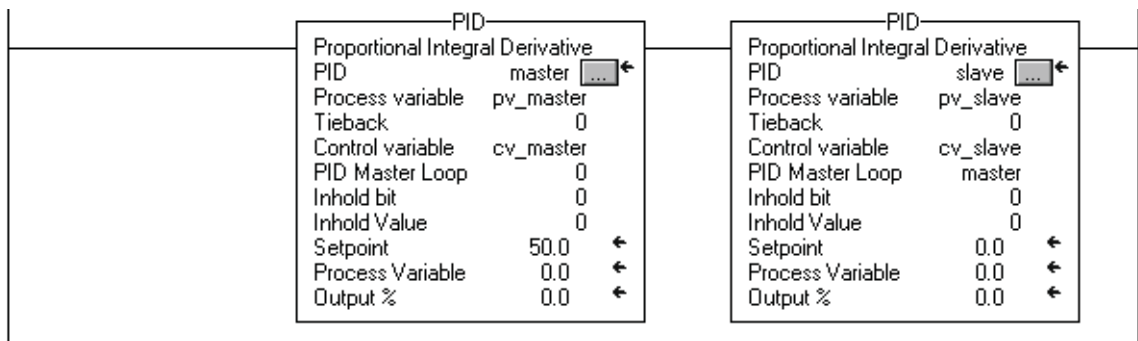 PID
Proportional Integral Derivative
PID master ...
Process variable pv_master
Tieback 0
Control variable cv_master
PID Master Loop 0
Inhold bit 0
Inhold Value 0
Setpoint 50.0
Process Variable 0.0
Output % 0.0
PID
Proportional Integral Derivative
PID slave ...
Process variable pv_slave
Tieback 0
Control variable cv_slave
PID Master Loop master
Inhold bit 0
Inhold Value 0
Setpoint 0.0
Process Variable 0.0
Output % 0.0